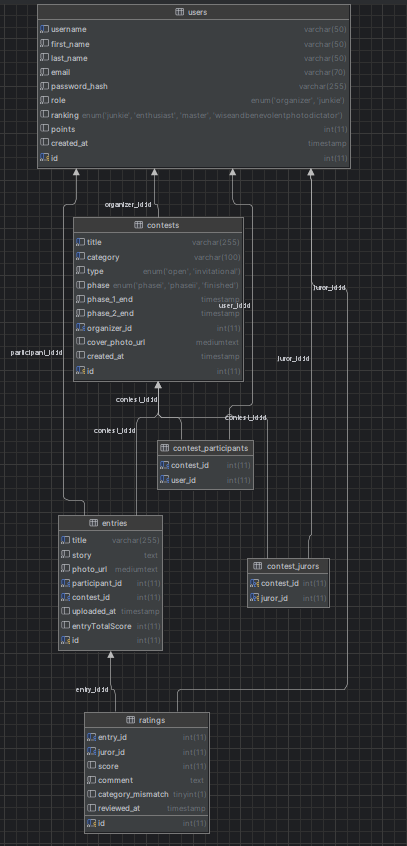 users
username varchar(50)
first_name varchar(50)
last_name varchar(50)
email varchar(70)
password_hash varchar(255)
role enum('organizer', 'junkie')
ranking enum('junkie', 'enthusiast', 'master', 'wiseandbenevolentphotodictator')
points int(11)
created_at timestamp
id int(11)
organizer_id:id
contests
title varchar(255)
category varchar(100)
type enum('open', 'invitational')
phase enum('phasei', 'phaseii', 'finished')
phase_1_end timestamp
phase_2_end timestamp
organizer_id int(11)
cover_photo_url mediumtext
created_at timestamp
id int(11)
juror_id:id
user_id:id
participant_id:id
juror_id:id
contest_id:id
contest_id:id
contest_id:id
contest_participants
contest_id int(11)
user_id int(11)
entries
title varchar(255)
story text
photo_url mediumtext
participant_id int(11)
contest_id int(11)
uploaded_at timestamp
entryTotalScore int(11)
id int(11)
contest_jurors
contest_id int(11)
juror_id int(11)
entry_id:id
ratings
entry_id int(11)
juror_id int(11)
score int(11)
comment text
category_mismatch tinyint(1)
reviewed_at timestamp
id int(11)